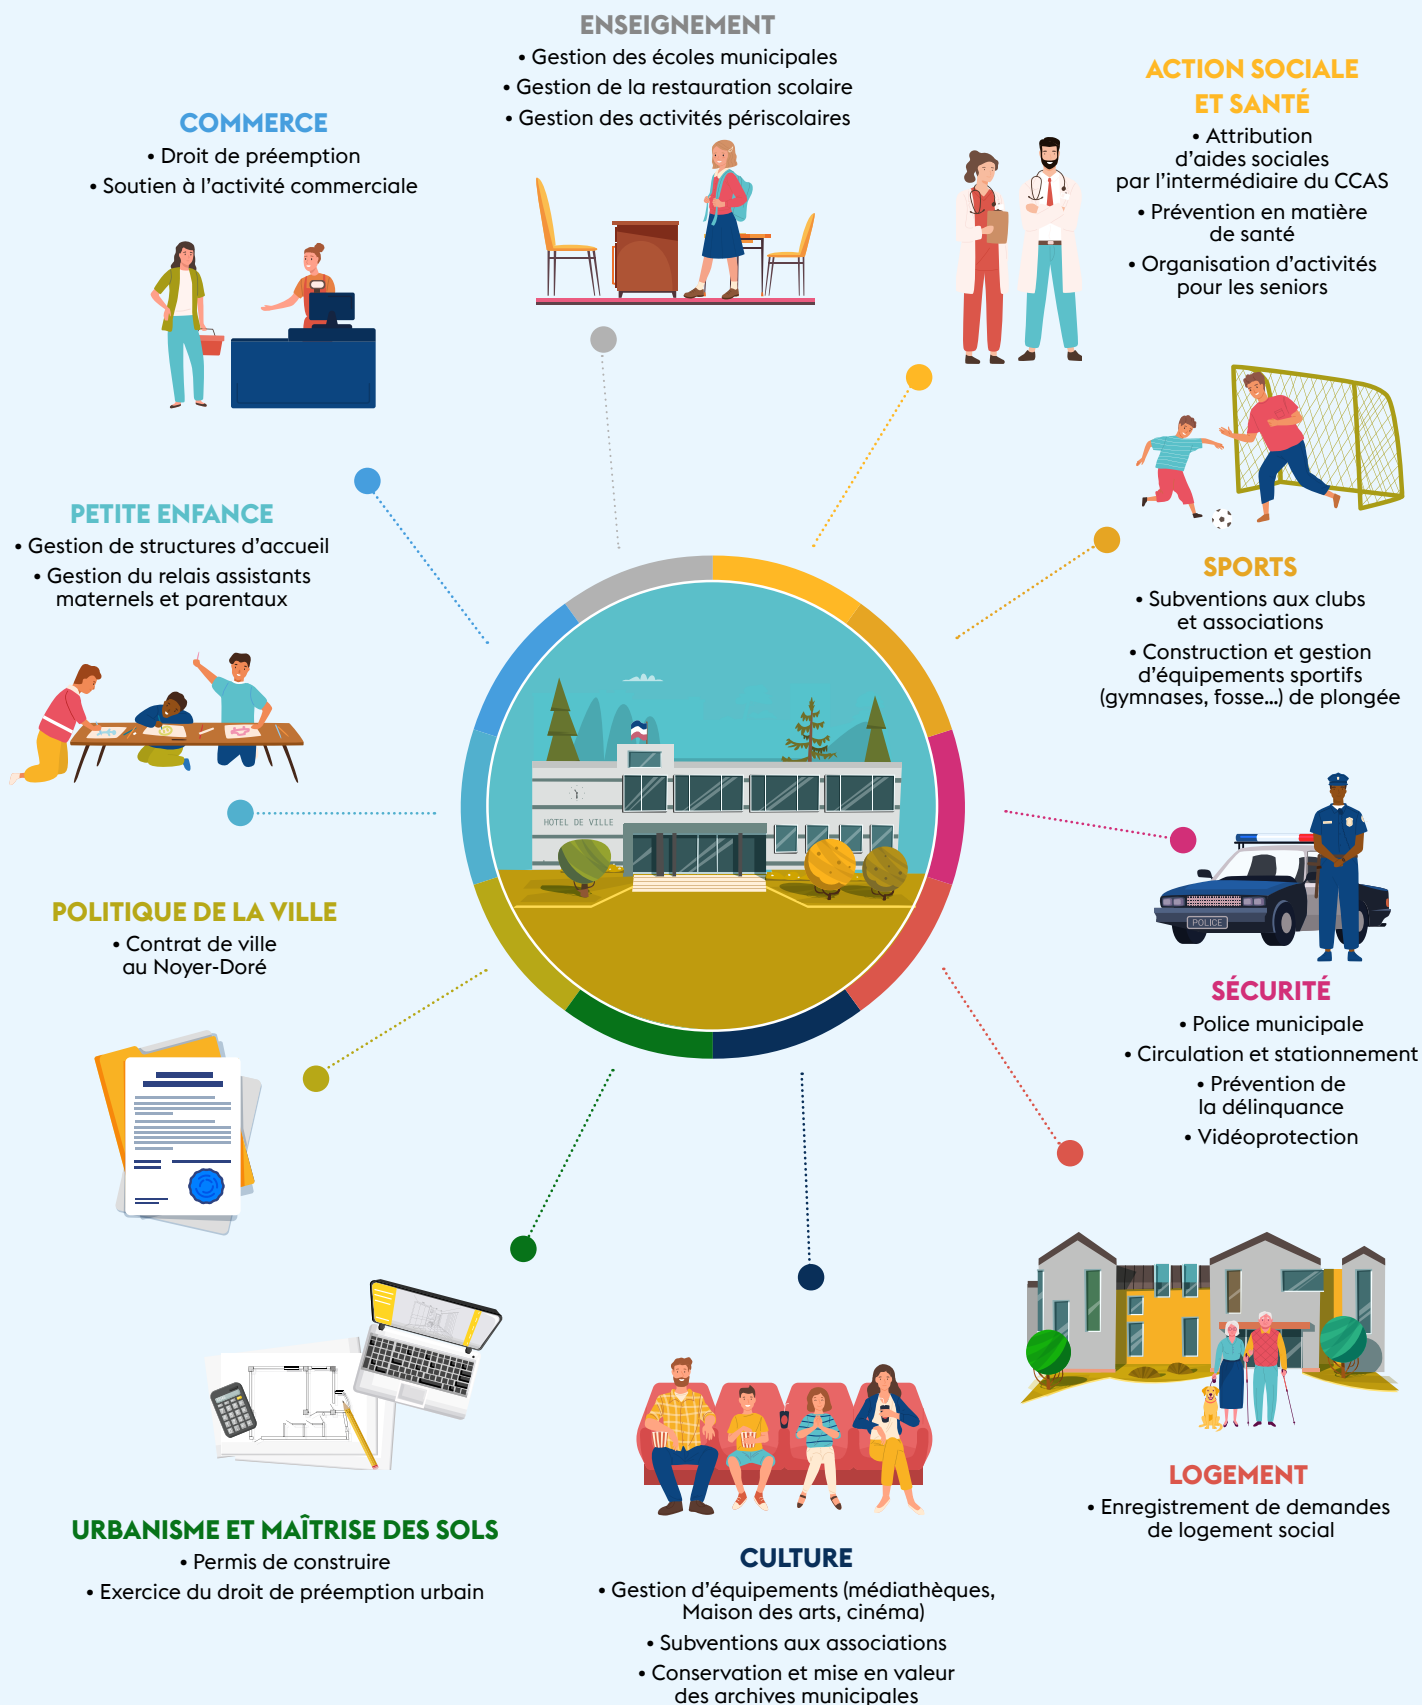 ENSEIGNEMENT
• Gestion des écoles municipales
• Gestion de la restauration scolaire
• Gestion des activités périscolaires
ACTION SOCIALE
ET SANTÉ
• Attribution
d'aides sociales
par l'intermédiaire du CCAS
• Prévention en matière
de santé
• Organisation d'activités
pour les seniors
COMMERCE
• Droit de préemption
• Soutien à l'activité commerciale
PETITE ENFANCE
• Gestion de structures d'accueil
• Gestion du relais assistants
maternels et parentaux
SPORTS
• Subventions aux clubs
et associations
• Construction et gestion
d'équipements sportifs
(gymnases, fosse...) de plongée
HOTEL DE VILLE
POLICE
POLITIQUE DE LA VILLE
• Contrat de ville
au Noyer-Doré
SÉCURITÉ
• Police municipale
• Circulation et stationnement
• Prévention de
la délinquance
• Vidéoprotection
LOGEMENT
• Enregistrement de demandes
de logement social
URBANISME ET MAÎTRISE DES SOLS
• Permis de construire
• Exercice du droit de préemption urbain
CULTURE
• Gestion d'équipements (médiathèques,
Maison des arts, cinéma)
• Subventions aux associations
• Conservation et mise en valeur
des archives municipales